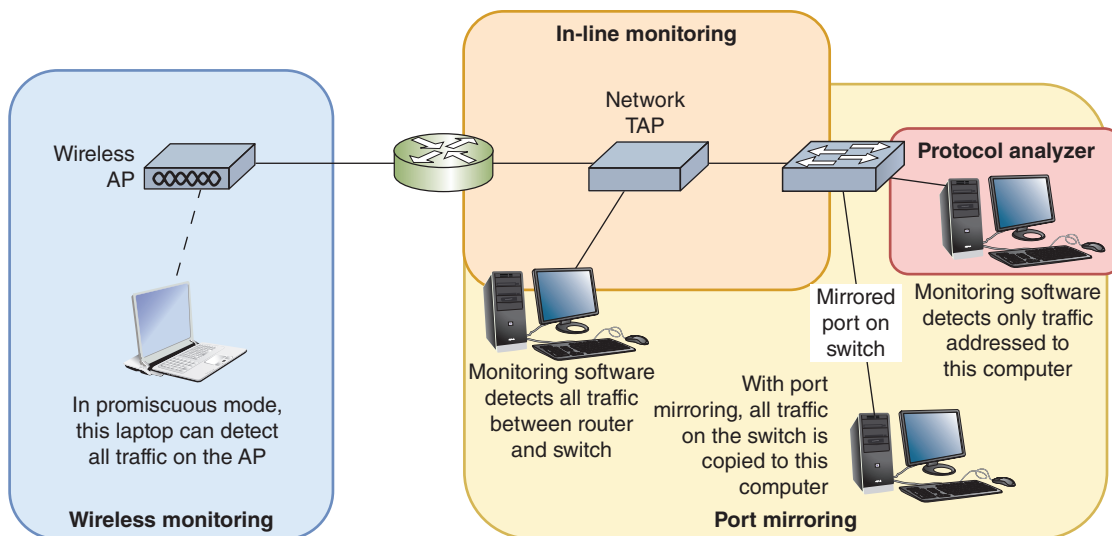 In-line monitoring
Network
TAP
Wireless
AP
Protocol analyzer
In promiscuous mode,
this laptop can detect
all traffic on the AP
Wireless monitoring
Monitoring software
detects all traffic
between router
and switch
Mirrored
port on
switch
With port
mirroring, all traffic
on the switch is
copied to this
computer
Monitoring software
detects only traffic
addressed to
this computer
Port mirroring